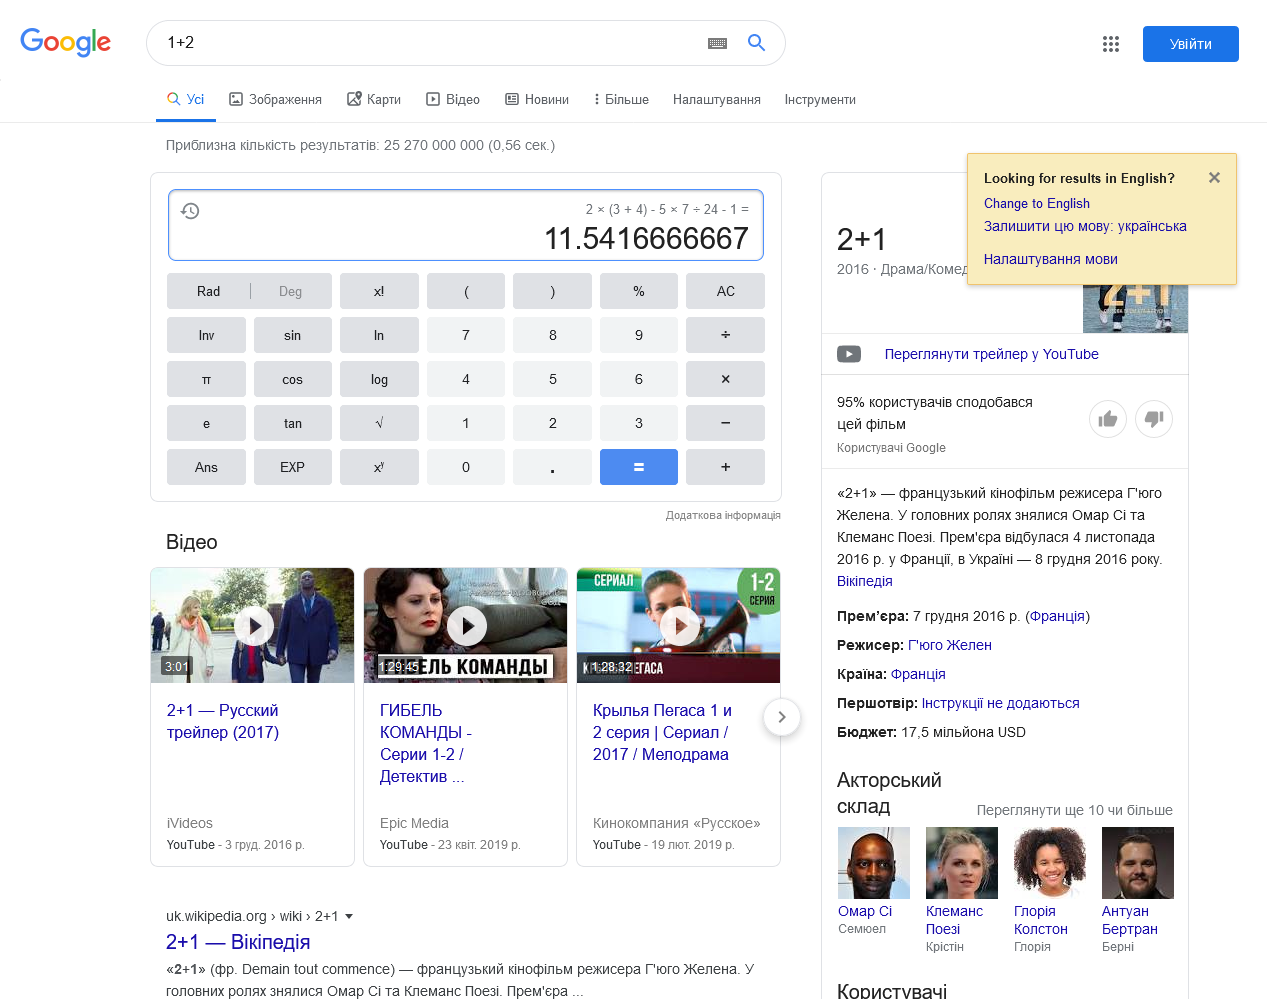 Google
1+2
Увійти
Усі
Зображення
Карти
Відео
Новини
Більше
Налаштування
Інструменти
Приблизна кількість результатів: 25 270 000 000 (0,56 сек.)
2 × (3 + 4) - 5 × 7 ÷ 24 - 1 =
11.5416666667
Rad | Deg x! ( ) % AC
Inv sin ln 7 8 9 ÷
π cos log 4 5 6 ×
e tan √ 1 2 3 −
Ans EXP xʸ 0 . = +
Додаткова інформація
Відео
3:01
2+1 — Русский
трейлер (2017)
iVideos
YouTube - 3 груд. 2016 р.
1:29:45
ГИБЕЛЬ КОМАНДЫ
ГИБЕЛЬ
КОМАНДЫ -
Серии 1-2 /
Детектив ...
Epic Media
YouTube - 23 квіт. 2019 р.
СЕРИАЛ
1-2
СЕРИЯ
1:28:32
Крылья Пегаса 1 и
2 серия | Сериал /
2017 / Мелодрама
Кинокомпания «Русское»
YouTube - 19 лют. 2019 р.
uk.wikipedia.org › wiki › 2+1
2+1 — Вікіпедія
«2+1» (фр. Demain tout commence) — французький кінофільм режисера Г'юго Желена. У
головних ролях знялися Омар Сі та Клеманс Поезі. Прем'єра ...
Looking for results in English?
Change to English
Залишити цю мову: українська
Налаштування мови
2+1
2016 · Драма/Комед
2+1
Переглянути трейлер у YouTube
95% користувачів сподобався
цей фільм
Користувачі Google
«2+1» — французький кінофільм режисера Г'юго
Желена. У головних ролях знялися Омар Сі та
Клеманс Поезі. Прем'єра відбулася 4 листопада
2016 р. у Франції, в Україні — 8 грудня 2016 року.
Вікіпедія
Прем’єра: 7 грудня 2016 р. (Франція)
Режисер: Г'юго Желен
Країна: Франція
Першотвір: Інструкції не додаються
Бюджет: 17,5 мільйона USD
Акторський
склад
Переглянути ще 10 чи більше
Омар Сі
Семюел
Клеманс
Поезі
Крістін
Глорія
Колстон
Глорія
Антуан
Бертран
Берні
Користувачі